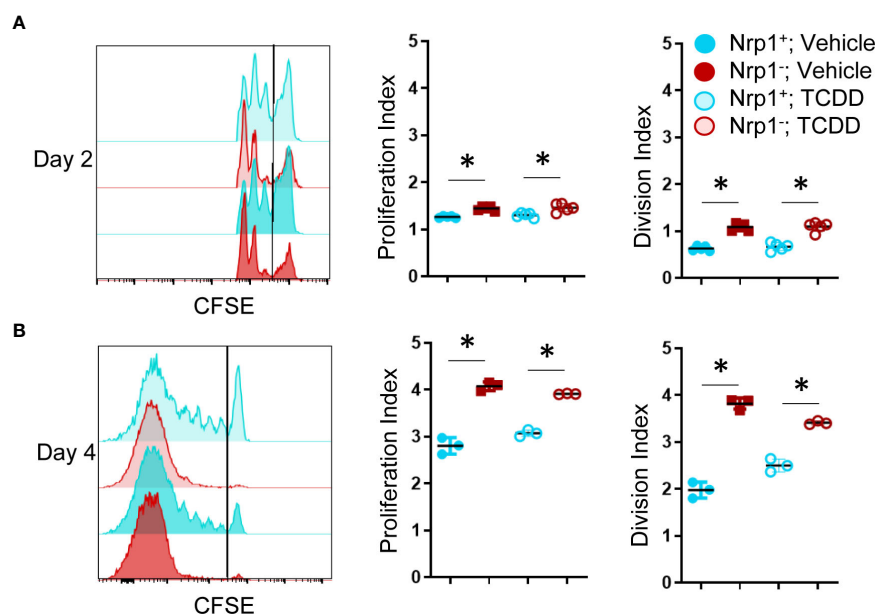 A
Day 2
CFSE
Proliferation Index
5
4
3
2
1
0
*
*
Division Index
5
4
3
2
1
0
*
*
Nrp1⁺; Vehicle
Nrp1⁻; Vehicle
Nrp1⁺; TCDD
Nrp1⁻; TCDD
B
Day 4
CFSE
Proliferation Index
5
4
3
2
1
0
*
*
Division Index
5
4
3
2
1
0
*
*